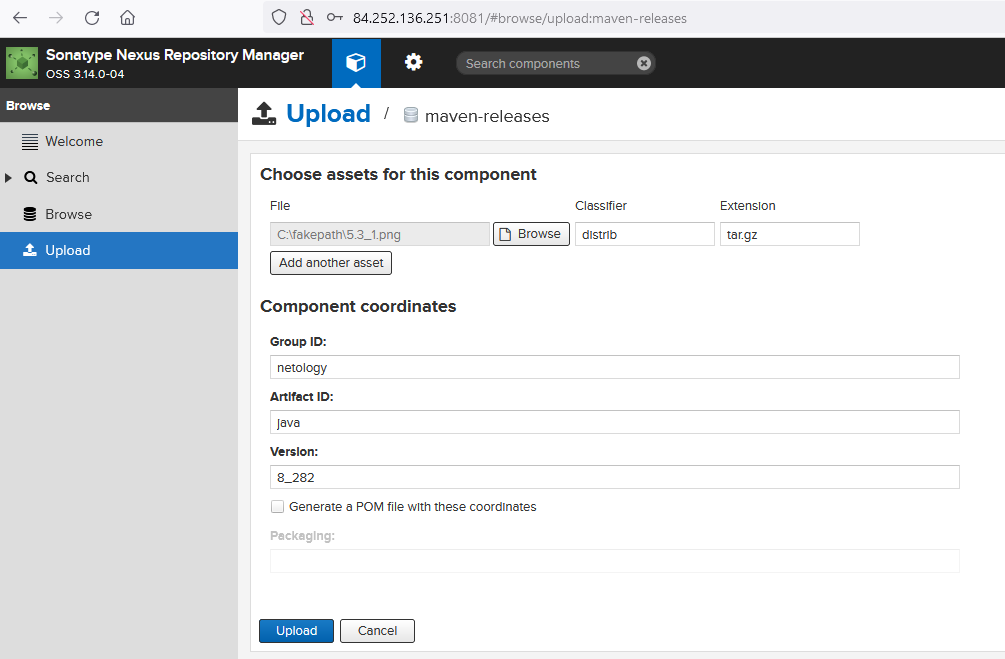 84.252.136.251:8081/#browse/upload:maven-releases
Sonatype Nexus Repository Manager
OSS 3.14.0-04
Search components
Browse
Welcome
Search
Browse
Upload
Upload / maven-releases
Choose assets for this component
File Classifier Extension
C:\fakepath\5.3_1.png Browse distrib tar.gz
Add another asset
Component coordinates
Group ID:
netology
Artifact ID:
java
Version:
8_282
Generate a POM file with these coordinates
Packaging:
Upload Cancel